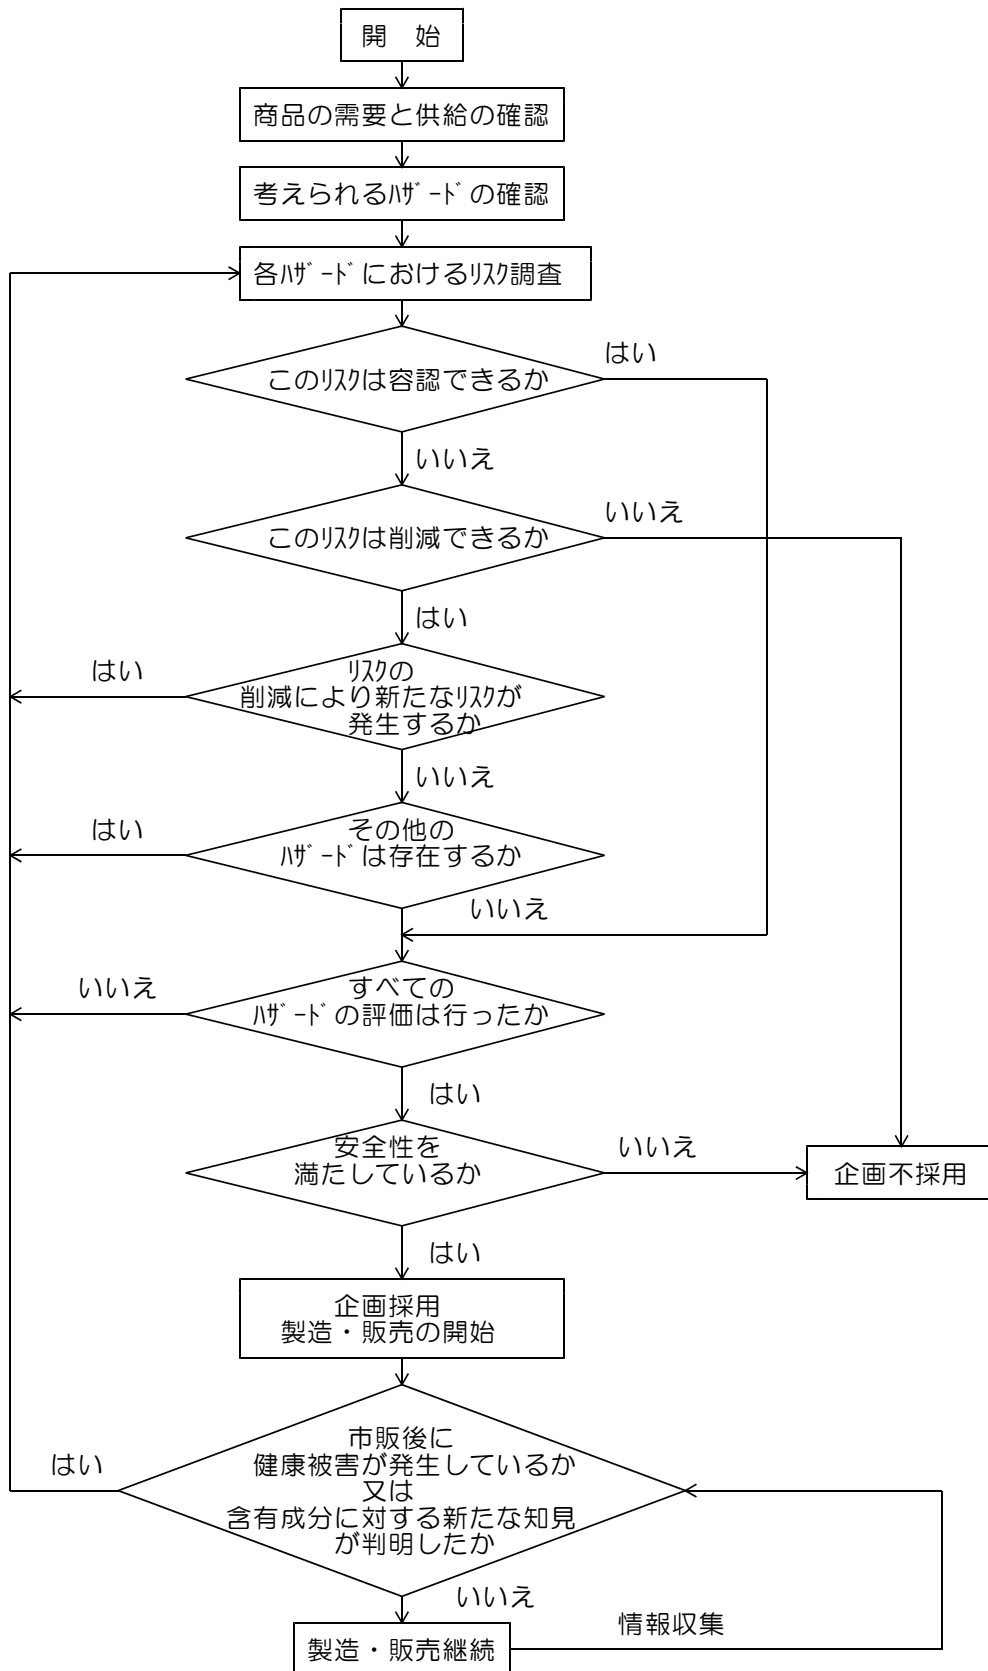 開　始
商品の需要と供給の確認
考えられるﾊｻﾞｰﾄﾞの確認
各ﾊｻﾞｰﾄﾞにおけるﾘｽｸ調査
このﾘｽｸは容認できるか
はい
いいえ
このﾘｽｸは削減できるか
いいえ
はい
ﾘｽｸの
削減により新たなﾘｽｸが
発生するか
はい
いいえ
その他の
ﾊｻﾞｰﾄﾞは存在するか
はい
いいえ
すべての
ﾊｻﾞｰﾄﾞの評価は行ったか
いいえ
はい
安全性を
満たしているか
いいえ
企画不採用
はい
企画採用
製造・販売の開始
市販後に
健康被害が発生しているか
又は
含有成分に対する新たな知見
が判明したか
はい
いいえ
製造・販売継続
情報収集